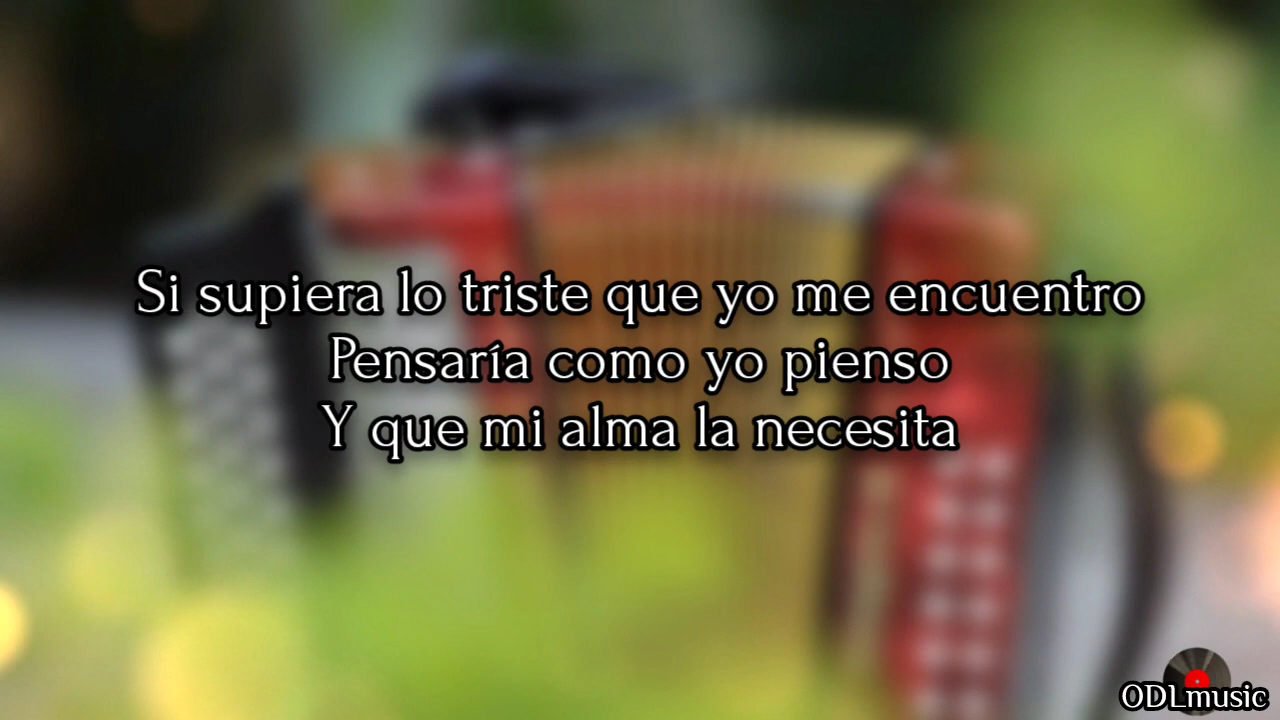 Si supiera lo triste que yo me encuentro
Pensaría como yo pienso
Y que mi alma la necesita
ODLmusic